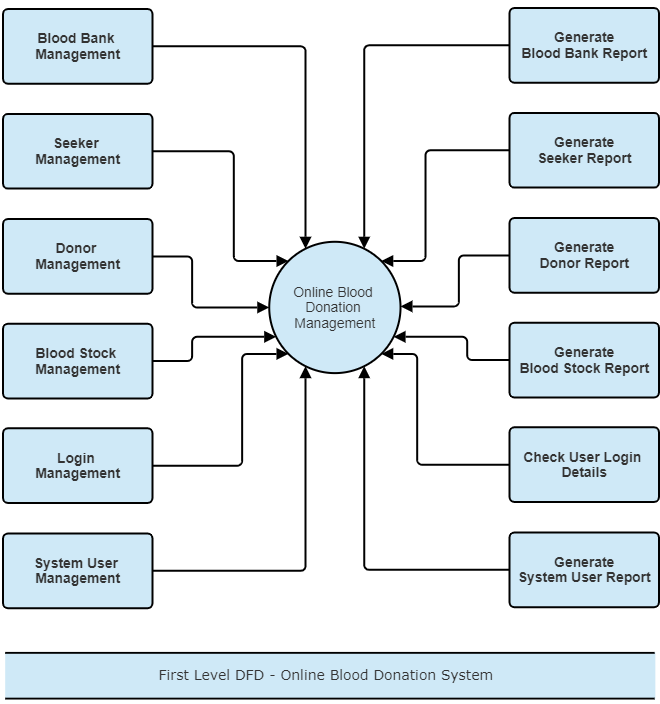 Blood Bank
Management
Seeker
Management
Donor
Management
Blood Stock
Management
Login
Management
System User
Management
Online Blood
Donation
Management
Generate
Blood Bank Report
Generate
Seeker Report
Generate
Donor Report
Generate
Blood Stock Report
Check User Login
Details
Generate
System User Report
First Level DFD - Online Blood Donation System